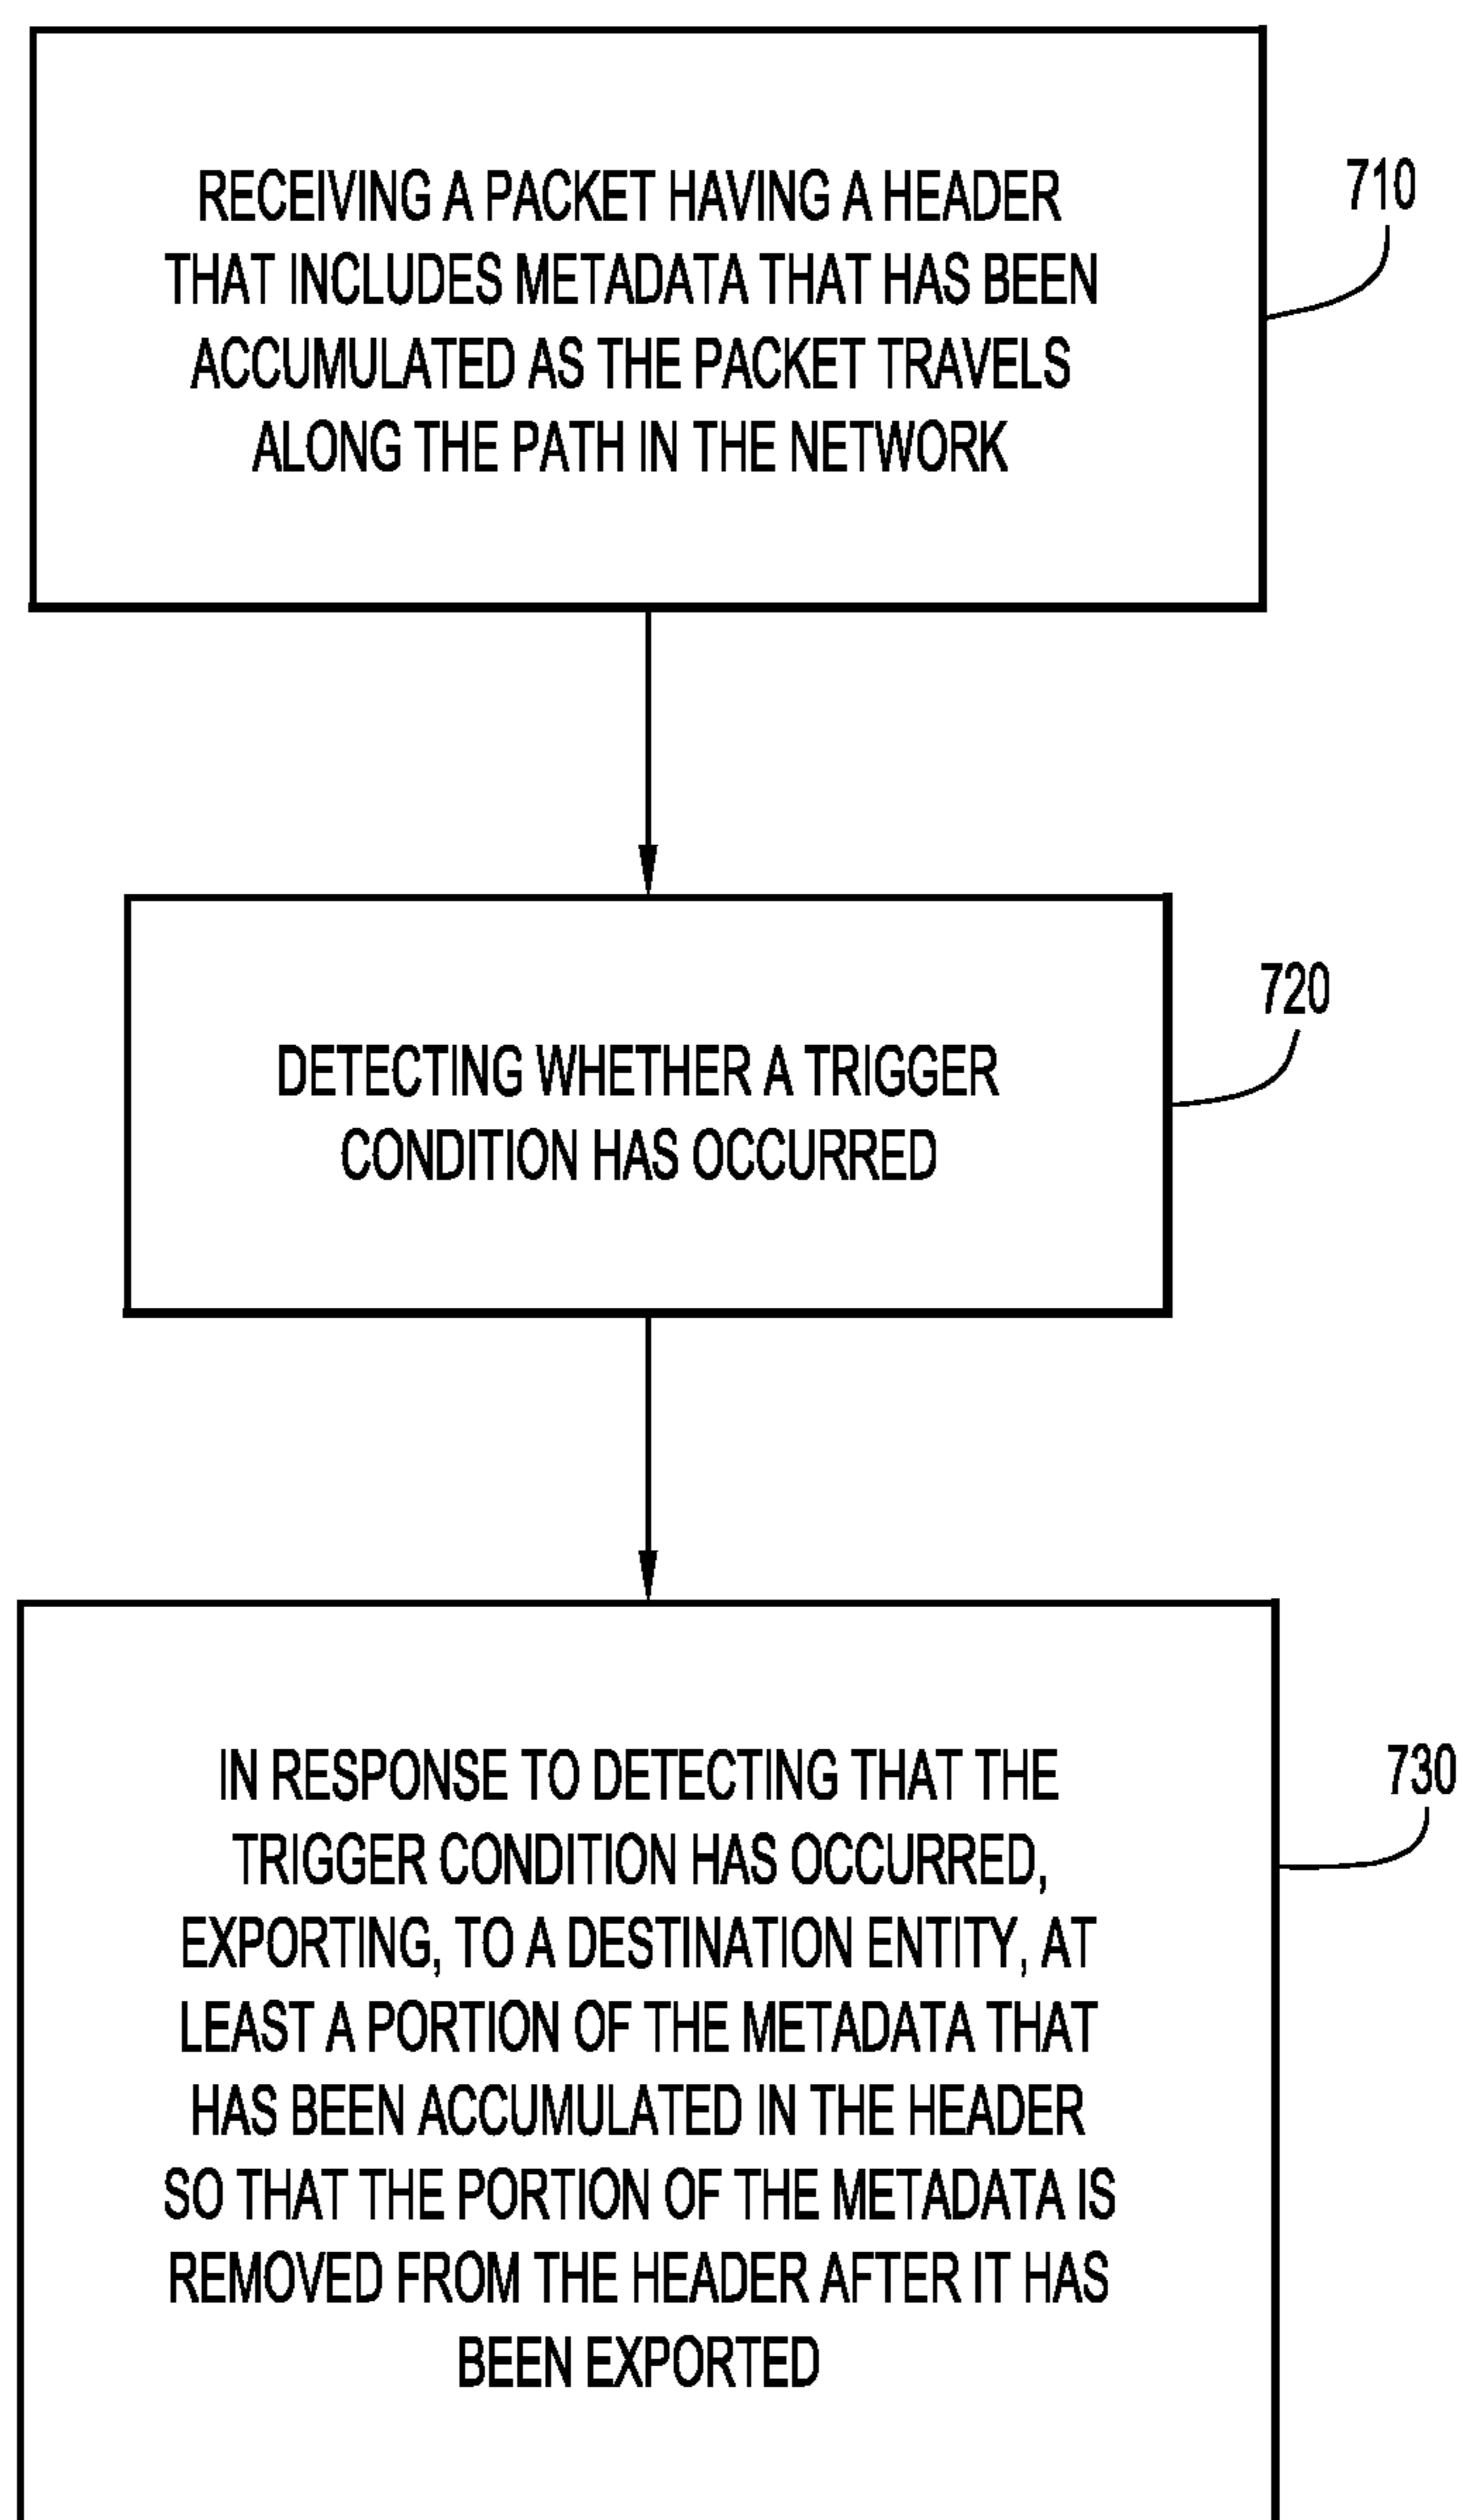 RECEIVING A PACKET HAVING A HEADER
THAT INCLUDES METADATA THAT HAS BEEN
ACCUMULATED AS THE PACKET TRAVELS
ALONG THE PATH IN THE NETWORK
710
DETECTING WHETHER A TRIGGER
CONDITION HAS OCCURRED
720
IN RESPONSE TO DETECTING THAT THE
TRIGGER CONDITION HAS OCCURRED,
EXPORTING, TO A DESTINATION ENTITY, AT
LEAST A PORTION OF THE METADATA THAT
HAS BEEN ACCUMULATED IN THE HEADER
SO THAT THE PORTION OF THE METADATA IS
REMOVED FROM THE HEADER AFTER IT HAS
BEEN EXPORTED
730